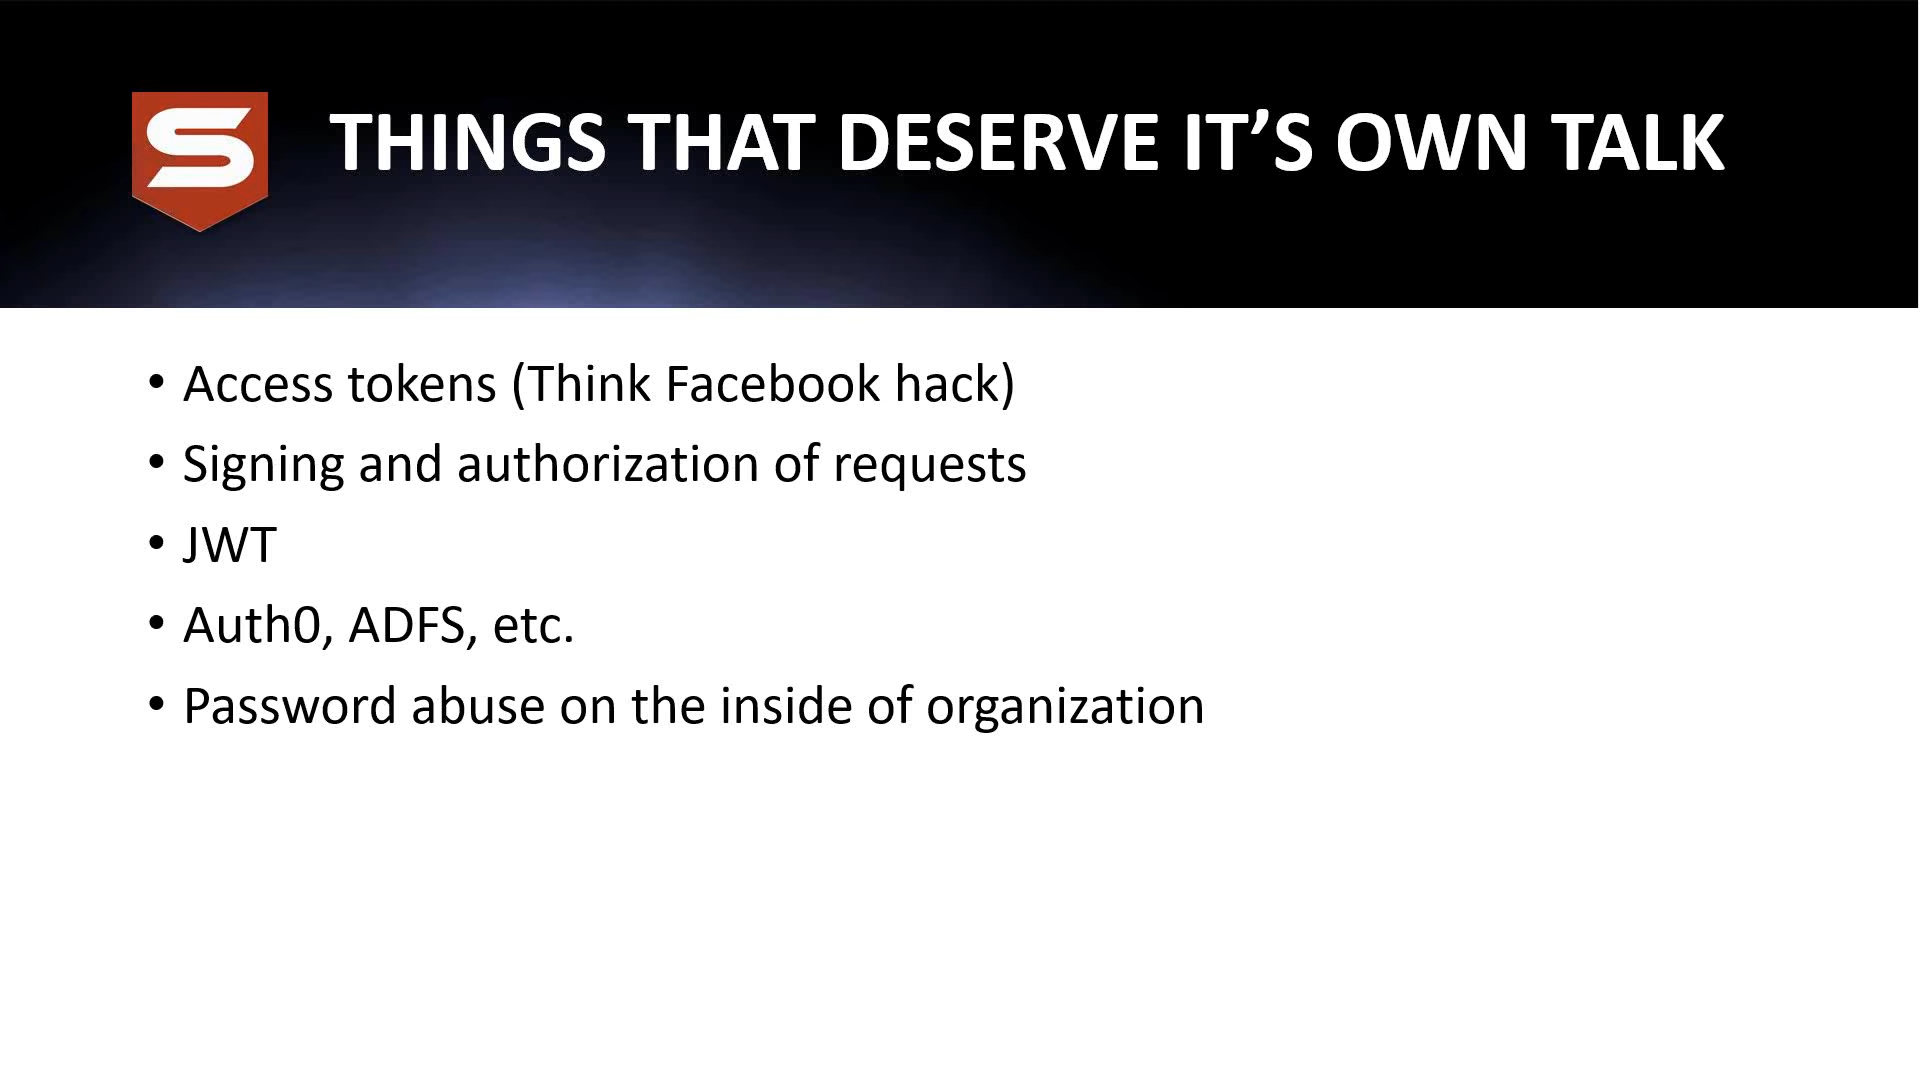 THINGS THAT DESERVE IT’S OWN TALK
• Access tokens (Think Facebook hack)
• Signing and authorization of requests
• JWT
• Auth0, ADFS, etc.
• Password abuse on the inside of organization